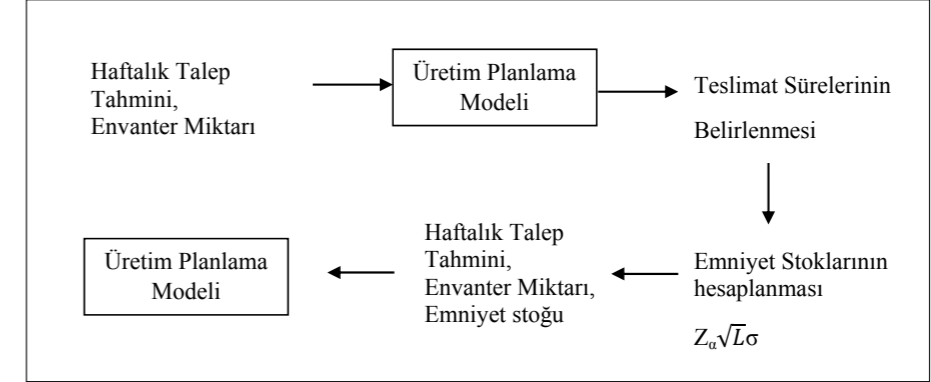 Haftalık Talep
Tahmini,
Envanter Miktarı
Üretim Planlama
Modeli
Teslimat Sürelerinin
Belirlenmesi
Emniyet Stoklarının
hesaplanması
Zα√Lσ
Haftalık Talep
Tahmini,
Envanter Miktarı,
Emniyet stoğu
Üretim Planlama
Modeli